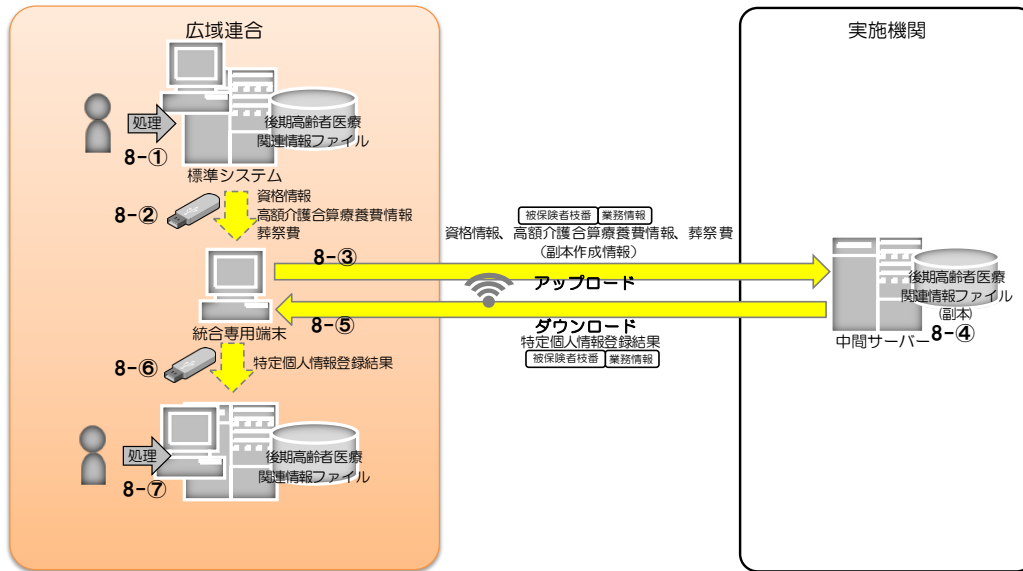 広域連合
実施機関
処理
後期高齢者医療
関連情報ファイル
8-①
標準システム
8-②
資格情報
高額介護合算療養費情報
葬祭費
被保険者枝番 業務情報
資格情報、高額介護合算療養費情報、葬祭費
(副本作成情報)
8-③
アップロード
後期高齢者医療
関連情報ファイル
(副本)
8-④
中間サーバー
統合専用端末
8-⑤
ダウンロード
特定個人情報登録結果
被保険者枝番 業務情報
8-⑥
特定個人情報登録結果
処理
後期高齢者医療
関連情報ファイル
8-⑦